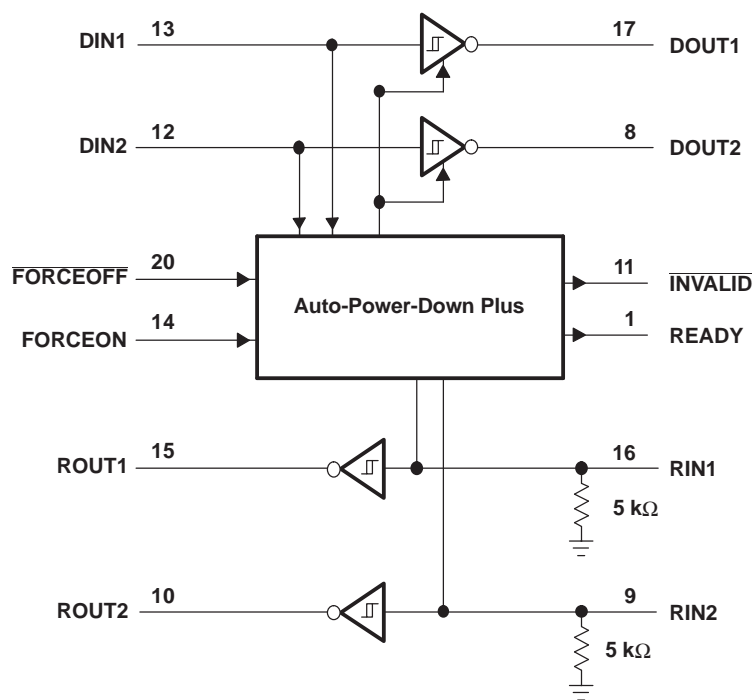 DIN1 13 17 DOUT1
DIN2 12 8 DOUT2
FORCEOFF 20 11 INVALID
Auto-Power-Down Plus
FORCEON 14 1 READY
ROUT1 15 16 RIN1
5 kΩ
ROUT2 10 9 RIN2
5 kΩ